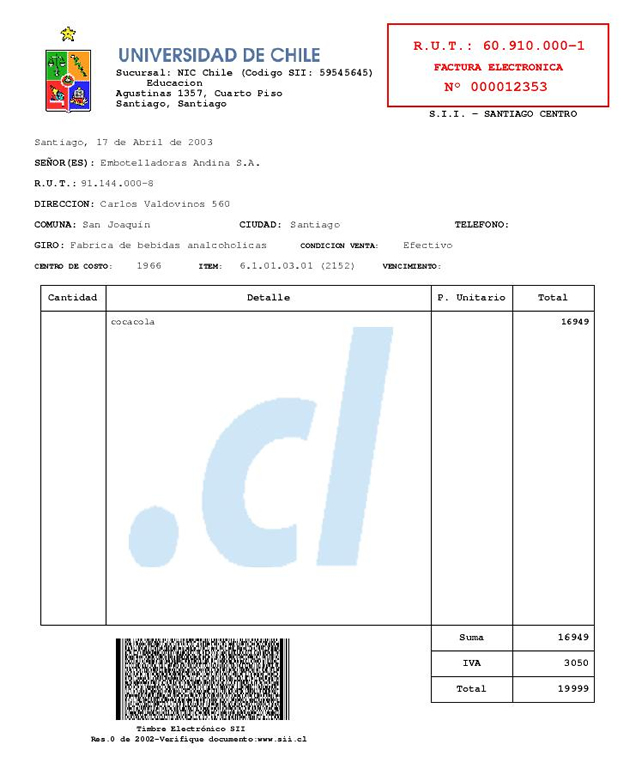 UNIVERSIDAD DE CHILE
Sucursal: NIC Chile (Codigo SII: 59545645)
Educacion
Agustinas 1357, Cuarto Piso
Santiago, Santiago
R.U.T.: 60.910.000-1
FACTURA ELECTRONICA
N° 000012353
S.I.I. - SANTIAGO CENTRO
Santiago, 17 de Abril de 2003
SEÑOR(ES): Embotelladoras Andina S.A.
R.U.T.: 91.144.000-8
DIRECCION: Carlos Valdovinos 560
COMUNA: San Joaquin CIUDAD: Santiago TELEFONO:
GIRO: Fabrica de bebidas analcoholicas CONDICION VENTA: Efectivo
CENTRO DE COSTO: 1966 ITEM: 6.1.01.03.01 (2152) VENCIMIENTO:
Cantidad Detalle P. Unitario Total
cocacola 16949
.cl
Suma 16949
IVA 3050
Total 19999
Timbre Electrónico SII
Res.0 de 2002-Verifique documento:www.sii.cl